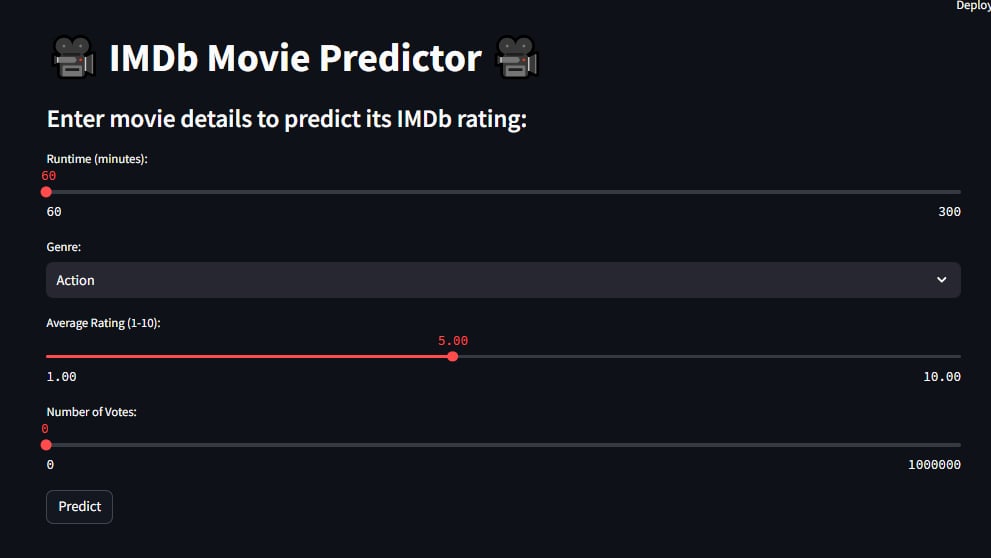 Deploy
IMDb Movie Predictor
Enter movie details to predict its IMDb rating:
Runtime (minutes):
60
60 300
Genre:
Action
Average Rating (1-10):
5.00
1.00 10.00
Number of Votes:
0
0 1000000
Predict